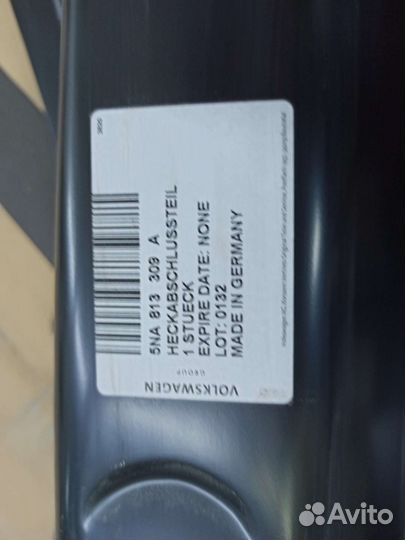 5NA 813 309 A
HECKABSCHLUSSTEIL
1 STUECK
EXPIRE DATE: NONE
LOT: 0132
MADE IN GERMANY
VOLKSWAGEN
GROUP
Avito